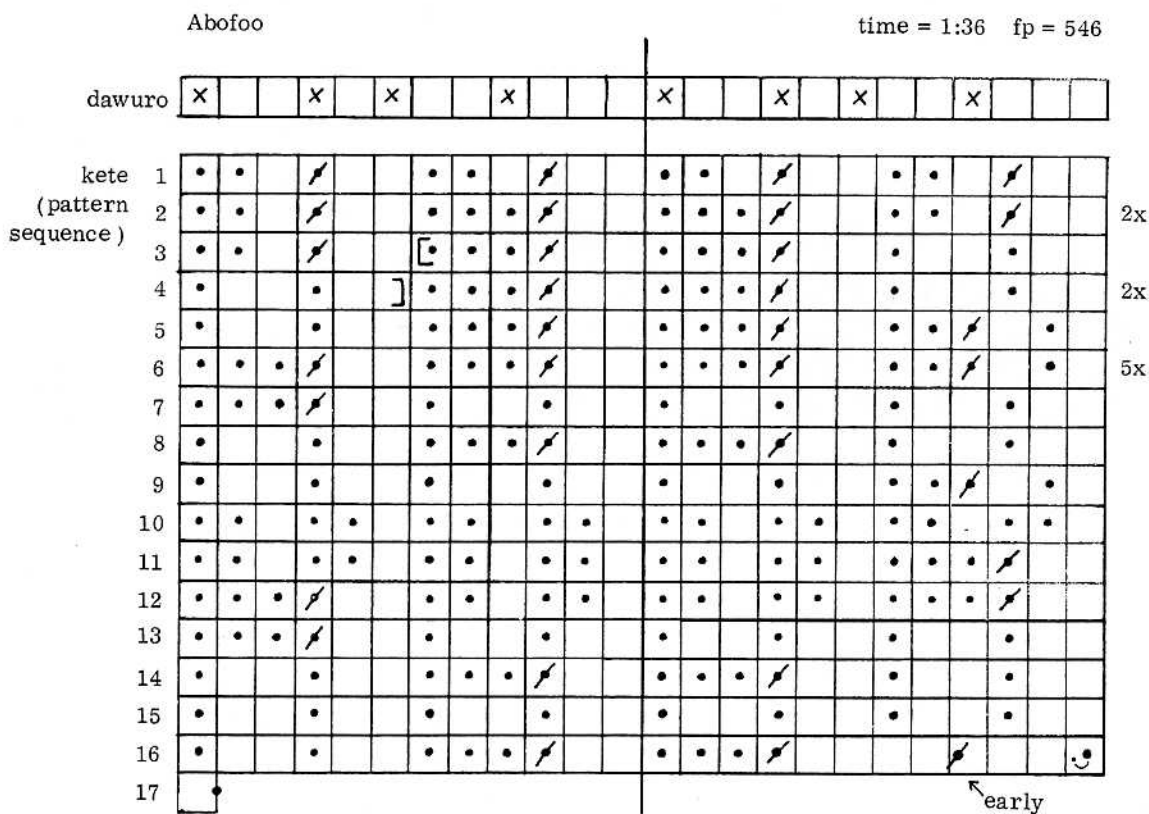 Abofoo time = 1:36 fp = 546
dawuro X X X X X X X X
kete 1
(pattern 2 2x
sequence) 3
4 2x
5
6 5x
7
8
9
10
11
12
13
14
15
16
17
early